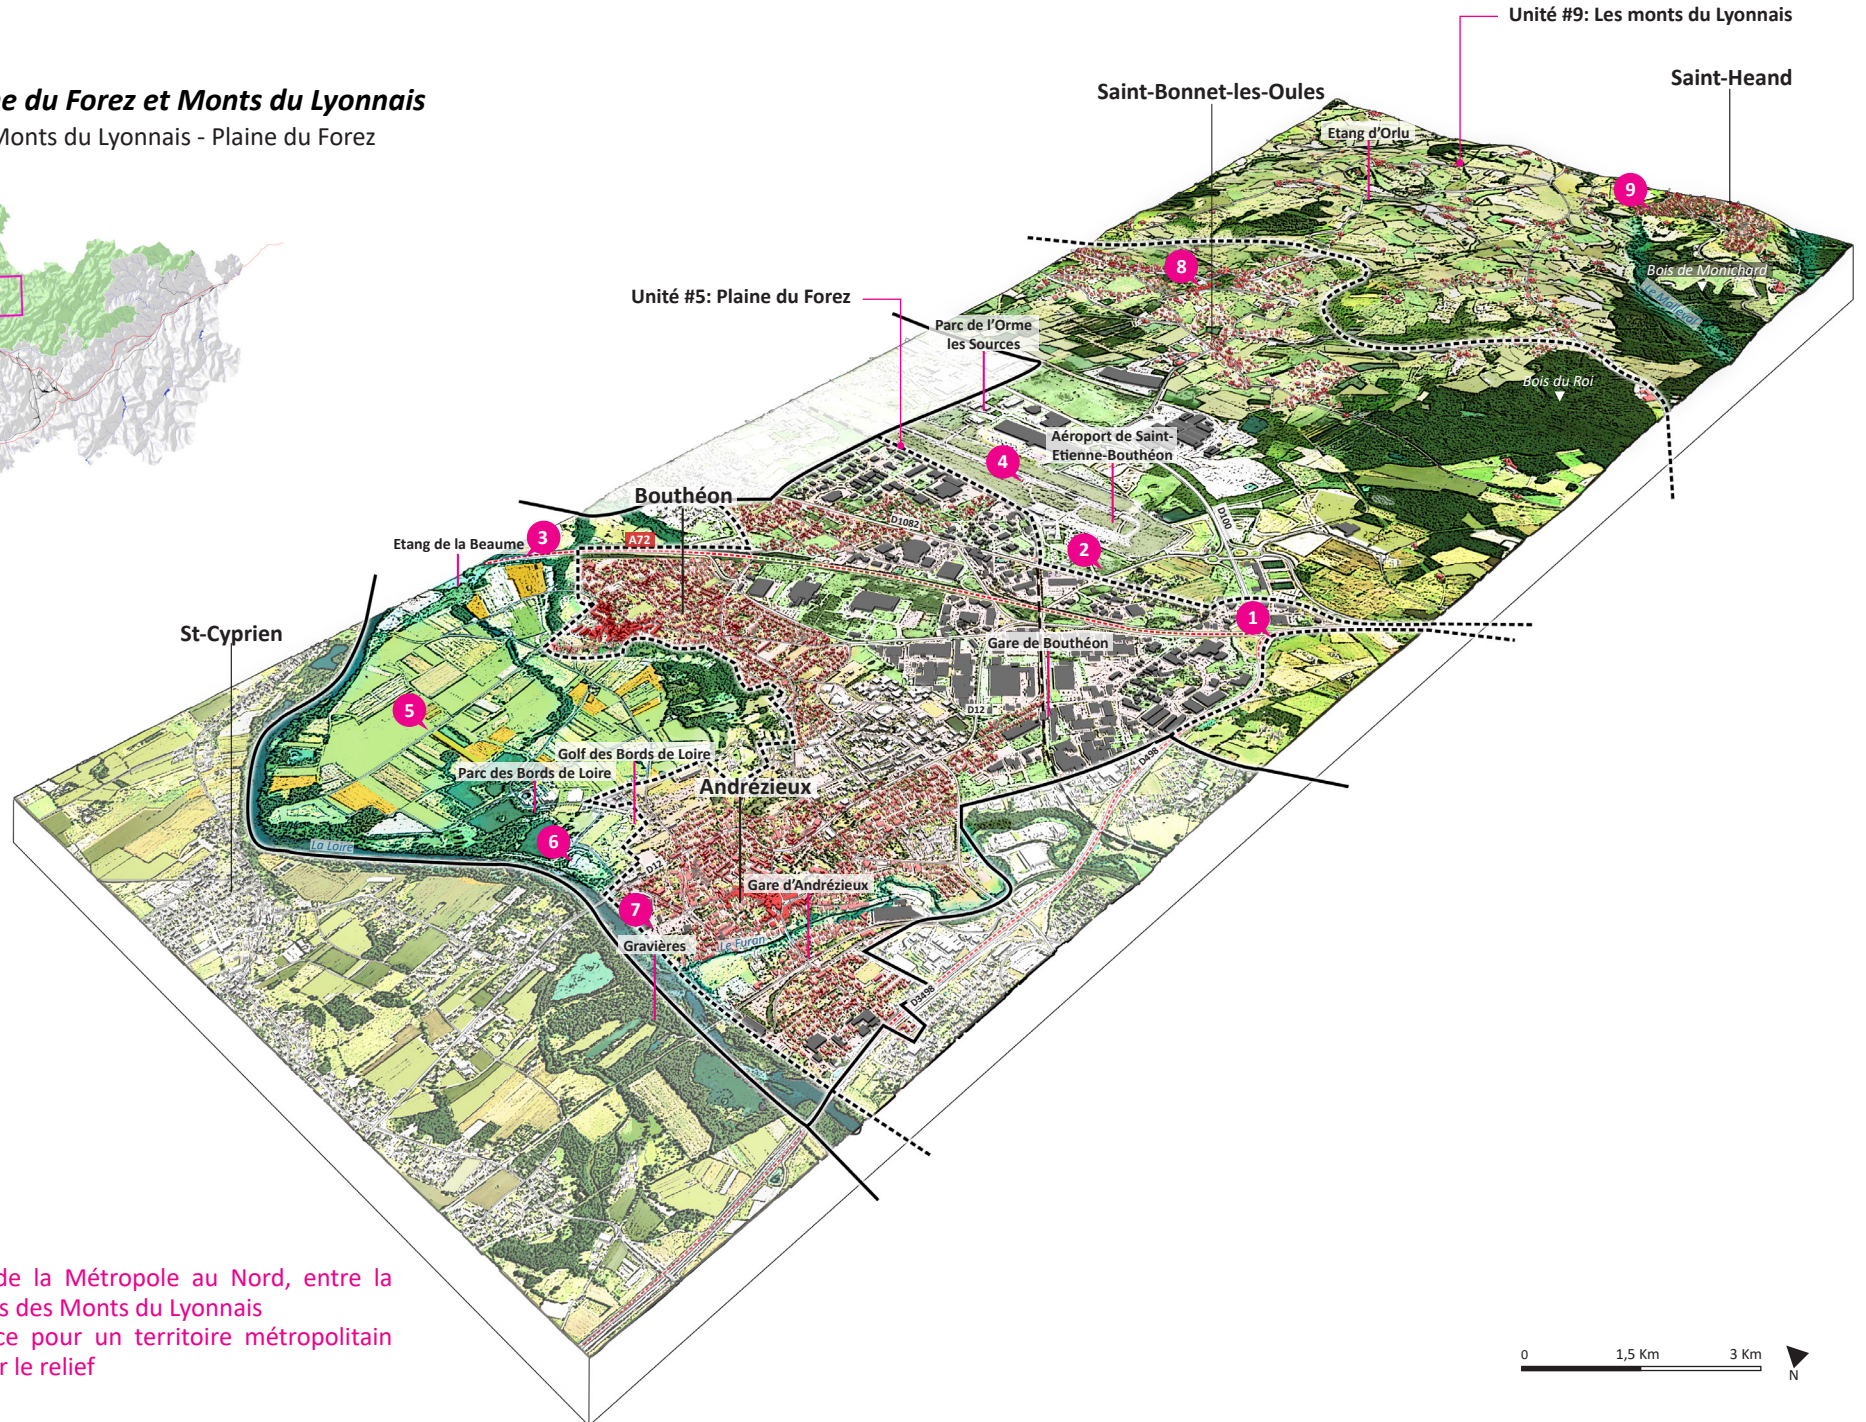 Unité #9: Les monts du Lyonnais
Saint-Heand
du Forez et Monts du Lyonnais
Monts du Lyonnais - Plaine du Forez
Saint-Bonnet-les-Oules
Etang d'Orlu
9
8
Bois de Monichard
Le Malleval
Unité #5: Plaine du Forez
Parc de l'Orme
les Sources
Bois du Roi
4
Aéroport de Saint-
Etienne-Bouthéon
Bouthéon
D1082
D100
3
A72
Etang de la Beaume
2
1
St-Cyprien
Gare de Bouthéon
5
D12
Golf des Bords de Loire
Parc des Bords de Loire
D498
Andrézieux
6
La Loire
D12
Gare d'Andrézieux
7
Gravières
Le Furan
D3498
de la Métropole au Nord, entre la
des Monts du Lyonnais
pour un territoire métropolitain
le relief
0
1,5 Km
3 Km
N